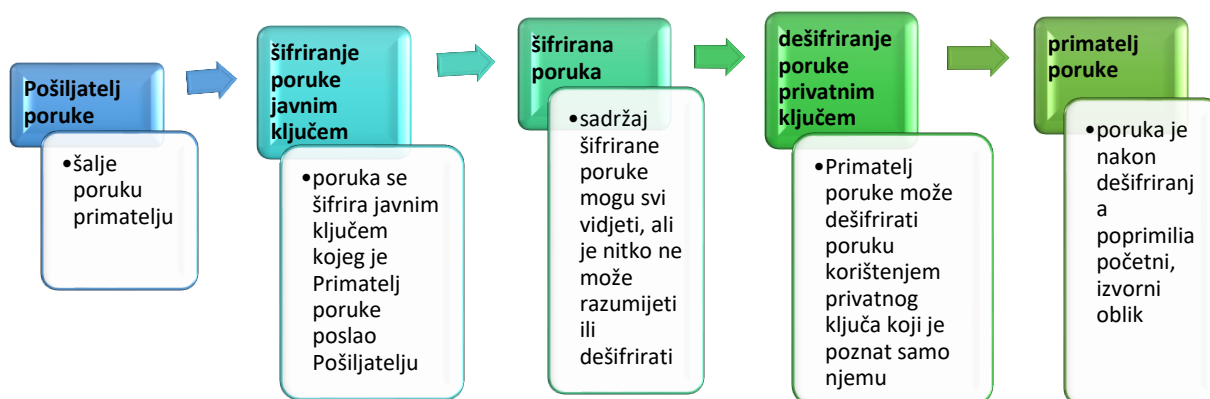 Pošiljatelj
poruke
•šalje
poruku
primatelju
šifriranje
poruke
javnim
ključem
•poruka se
šifrira javnim
ključem
kojeg je
Primatelj
poruke
poslao
Pošiljatelju
šifrirana
poruka
•sadržaj
šifrirane
poruke
mogu svi
vidjeti, ali
je nitko ne
može
razumijeti
ili
dešifrirati
dešifriranje
poruke
privatnim
ključem
•Primatelj
poruke može
dešifrirati
poruku
korištenjem
privatnog
ključa koji je
poznat samo
njemu
primatelj
poruke
•poruka je
nakon
dešifriranj
a
poprimilia
početni,
izvorni
oblik